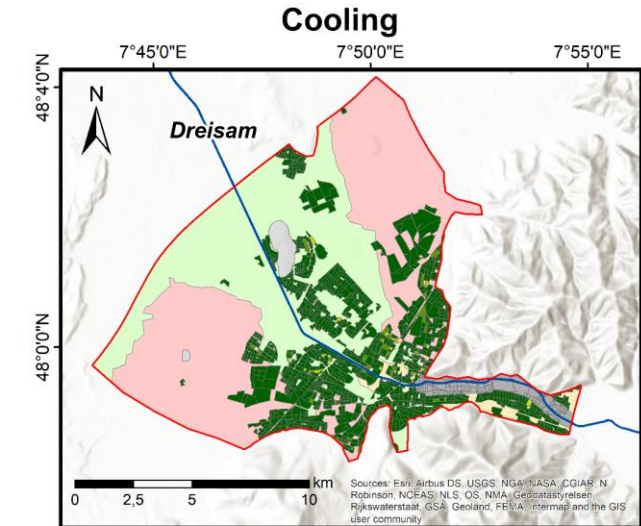 Cooling
7°45'0"E 7°50'0"E 7°55'0"E
48°4'0"N
N
Dreisam
48°0'0"N
km
0 2,5 5 10
Sources: Esri, Airbus DS, USGS, NGA, NASA, CGIAR, N
Robinson, NCEAS, NLS, OS, NMA, Geodatastyrelsen,
Rijkswaterstaat, GSA, Geoland, FEMA, Intermap and the GIS
user community